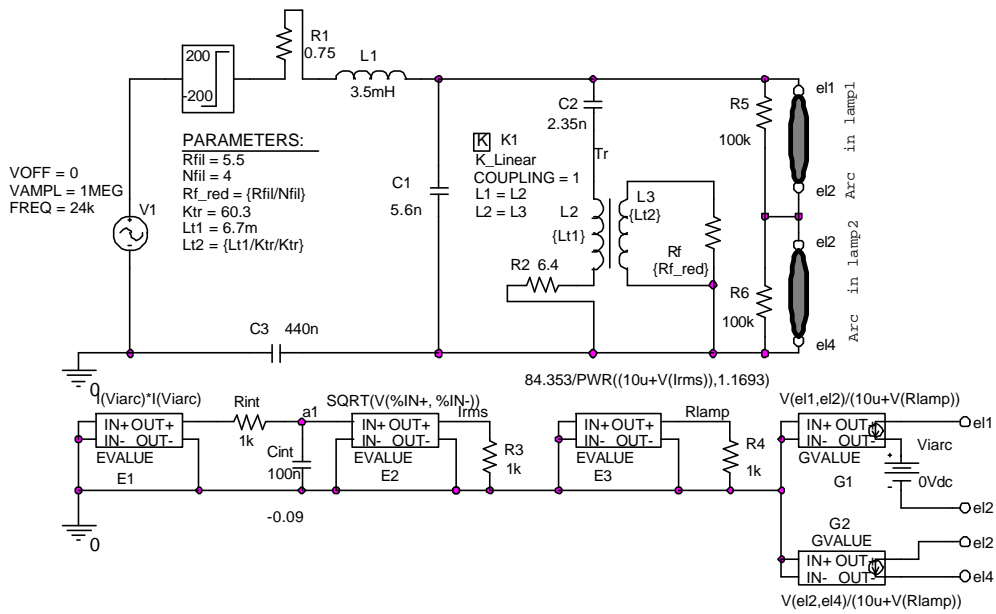 R1
0.75
L1
3.5mH
200
-200
PARAMETERS:
Rfil = 5.5
Nfil = 4
Rf_red = {Rfil/Nfil}
Ktr = 60.3
Lt1 = 6.7m
Lt2 = {Lt1/Ktr/Ktr}
VOFF = 0
VAMPL = 1MEG
FREQ = 24k
V1
C1
5.6n
C2
2.35n
K K1
K_Linear
COUPLING = 1
L1 = L2
L2 = L3
Tr
L2
{Lt1}
L3
{Lt2}
R2 6.4
Rf
{Rf_red}
R5
100k
R6
100k
el1
Arc in lamp1
el2
el2
Arc in lamp2
el4
C3 440n
0
84.353/PWR((10u+V(Irms)),1.1693)
I(Viarc)*I(Viarc)
IN+ OUT+
IN- OUT-
EVALUE
E1
Rint
1k
a1
Cint
100n
SQRT(V(%IN+, %IN-))
IN+ OUT+
IN- OUT-
EVALUE
E2
Irms
R3
1k
IN+ OUT+
IN- OUT-
EVALUE
E3
Rlamp
R4
1k
V(el1,el2)/(10u+V(Rlamp))
IN+ OUT+
IN- OUT-
GVALUE
G1
el1
Viarc
+
-
0Vdc
el2
0
-0.09
G2
GVALUE
IN+ OUT+
IN- OUT-
el2
el4
V(el2,el4)/(10u+V(Rlamp))